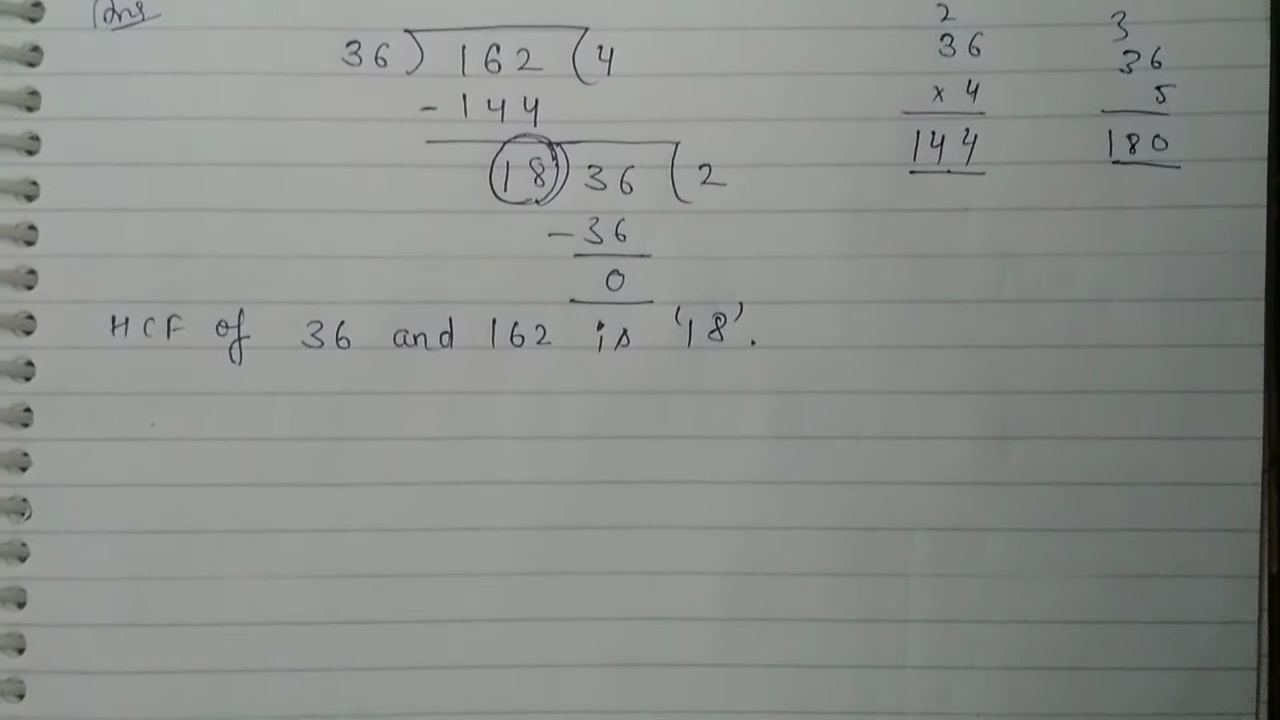 Ans
36) 162 (4
- 144
18) 36 (2
- 36
0
HCF of 36 and 162 is '18'.
2
36
x 4
144
3
36
5
180